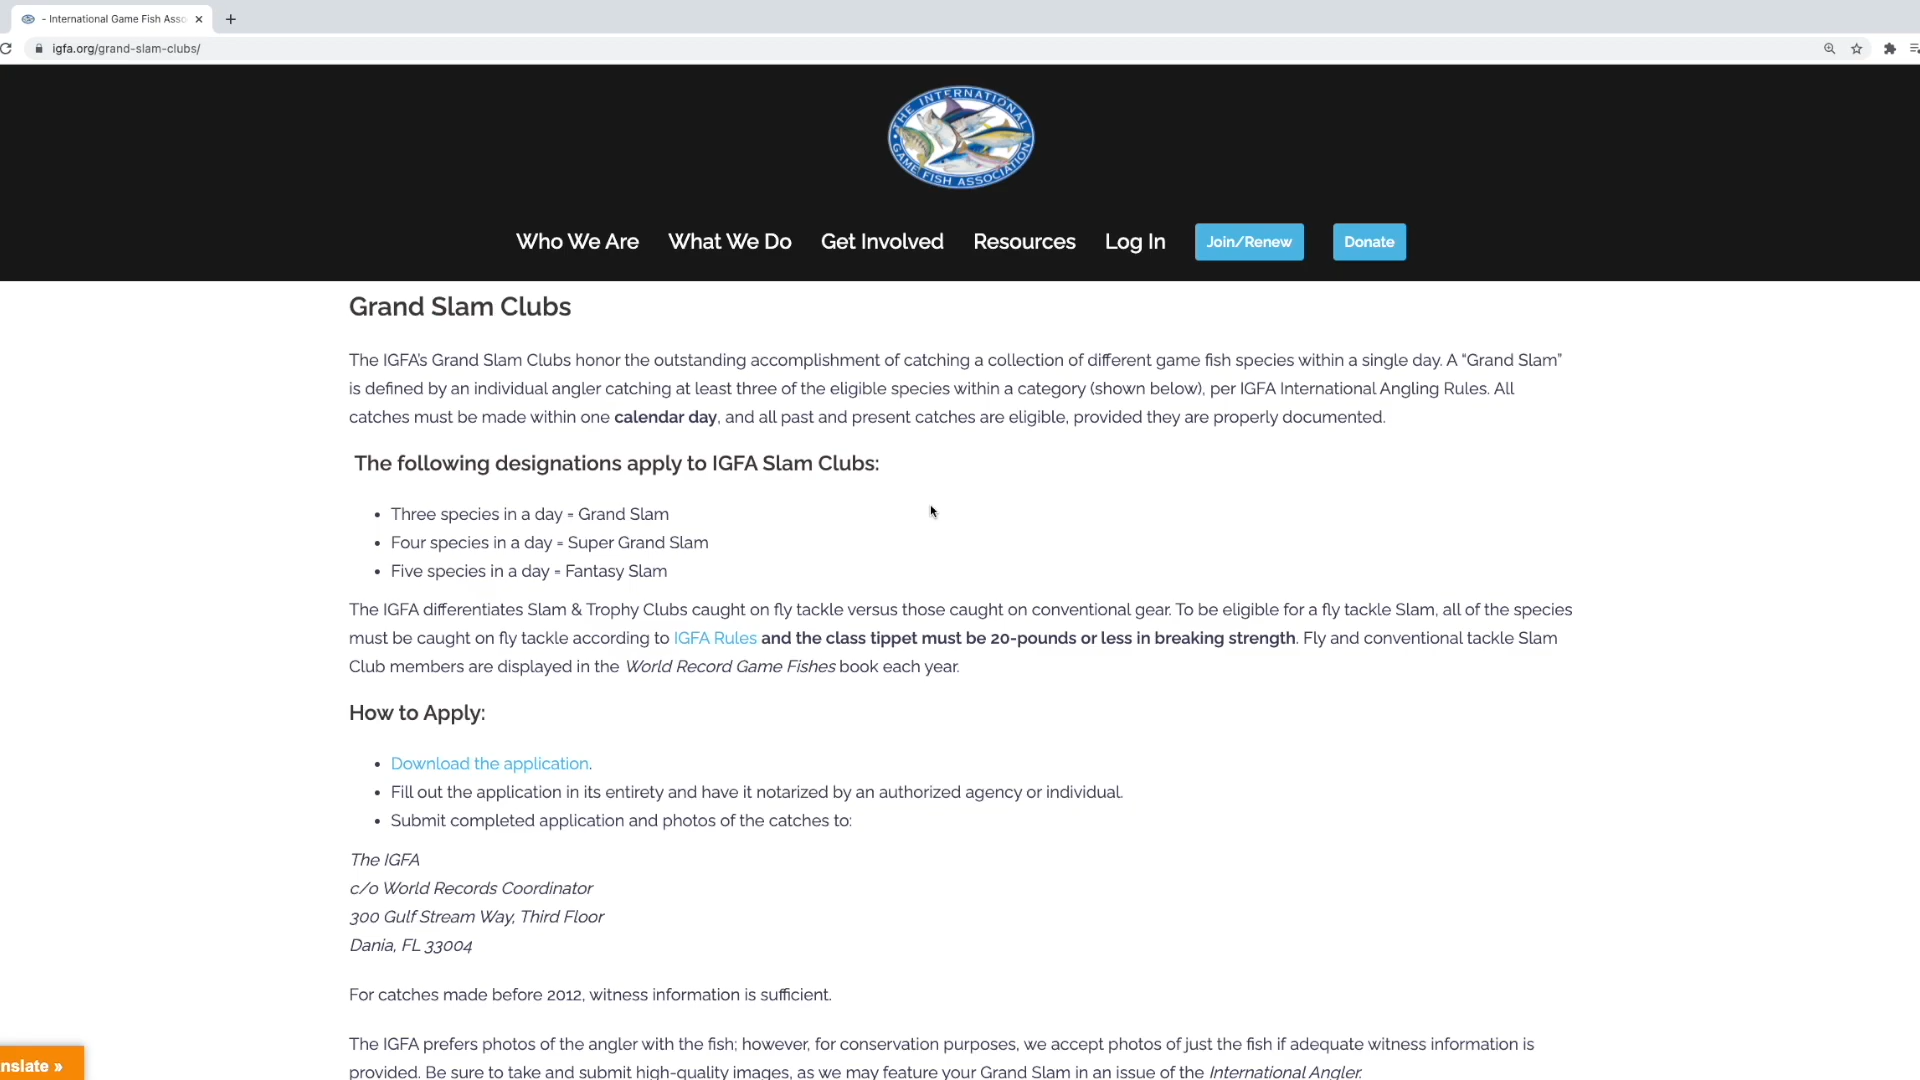 - International Game Fish Asso
igfa.org/grand-slam-clubs/
THE INTERNATIONAL
GAME FISH ASSOCIATION
Who We Are What We Do Get Involved Resources Log In Join/Renew Donate
Grand Slam Clubs
The IGFA's Grand Slam Clubs honor the outstanding accomplishment of catching a collection of different game fish species within a single day. A “Grand Slam”
is defined by an individual angler catching at least three of the eligible species within a category (shown below), per IGFA International Angling Rules. All
catches must be made within one calendar day, and all past and present catches are eligible, provided they are properly documented.
The following designations apply to IGFA Slam Clubs:
• Three species in a day = Grand Slam
• Four species in a day = Super Grand Slam
• Five species in a day = Fantasy Slam
The IGFA differentiates Slam & Trophy Clubs caught on fly tackle versus those caught on conventional gear. To be eligible for a fly tackle Slam, all of the species
must be caught on fly tackle according to IGFA Rules and the class tippet must be 20-pounds or less in breaking strength. Fly and conventional tackle Slam
Club members are displayed in the World Record Game Fishes book each year.
How to Apply:
• Download the application.
• Fill out the application in its entirety and have it notarized by an authorized agency or individual.
• Submit completed application and photos of the catches to:
The IGFA
c/o World Records Coordinator
300 Gulf Stream Way, Third Floor
Dania, FL 33004
For catches made before 2012, witness information is sufficient.
The IGFA prefers photos of the angler with the fish; however, for conservation purposes, we accept photos of just the fish if adequate witness information is
provided. Be sure to take and submit high-quality images, as we may feature your Grand Slam in an issue of the International Angler.
nslate »